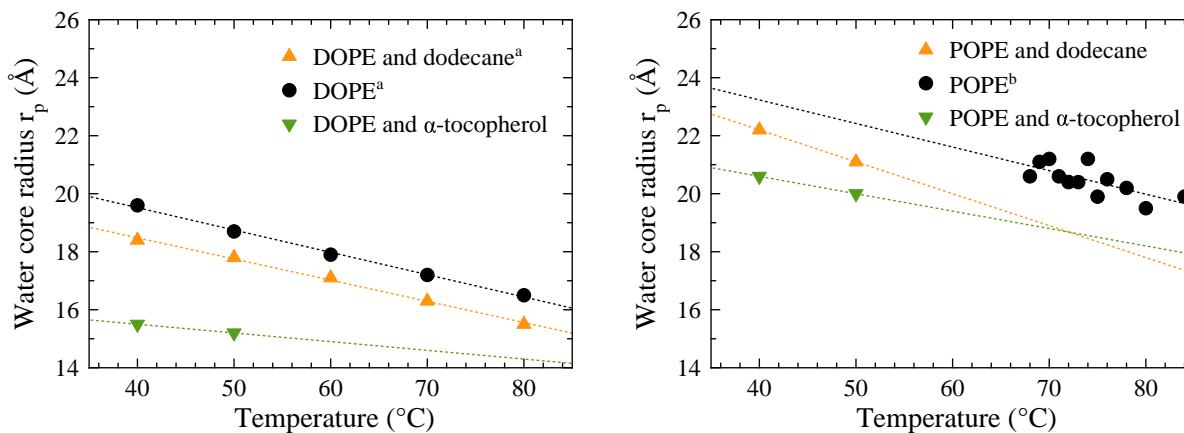 26
24
22
20
18
16
14
40
50
60
70
80
Water core radius r_p (Å)
Temperature (°C)
DOPE and dodecane^a
DOPE^a
DOPE and α-tocopherol
26
24
22
20
18
16
14
40
50
60
70
80
Water core radius r_p (Å)
Temperature (°C)
POPE and dodecane
POPE^b
POPE and α-tocopherol